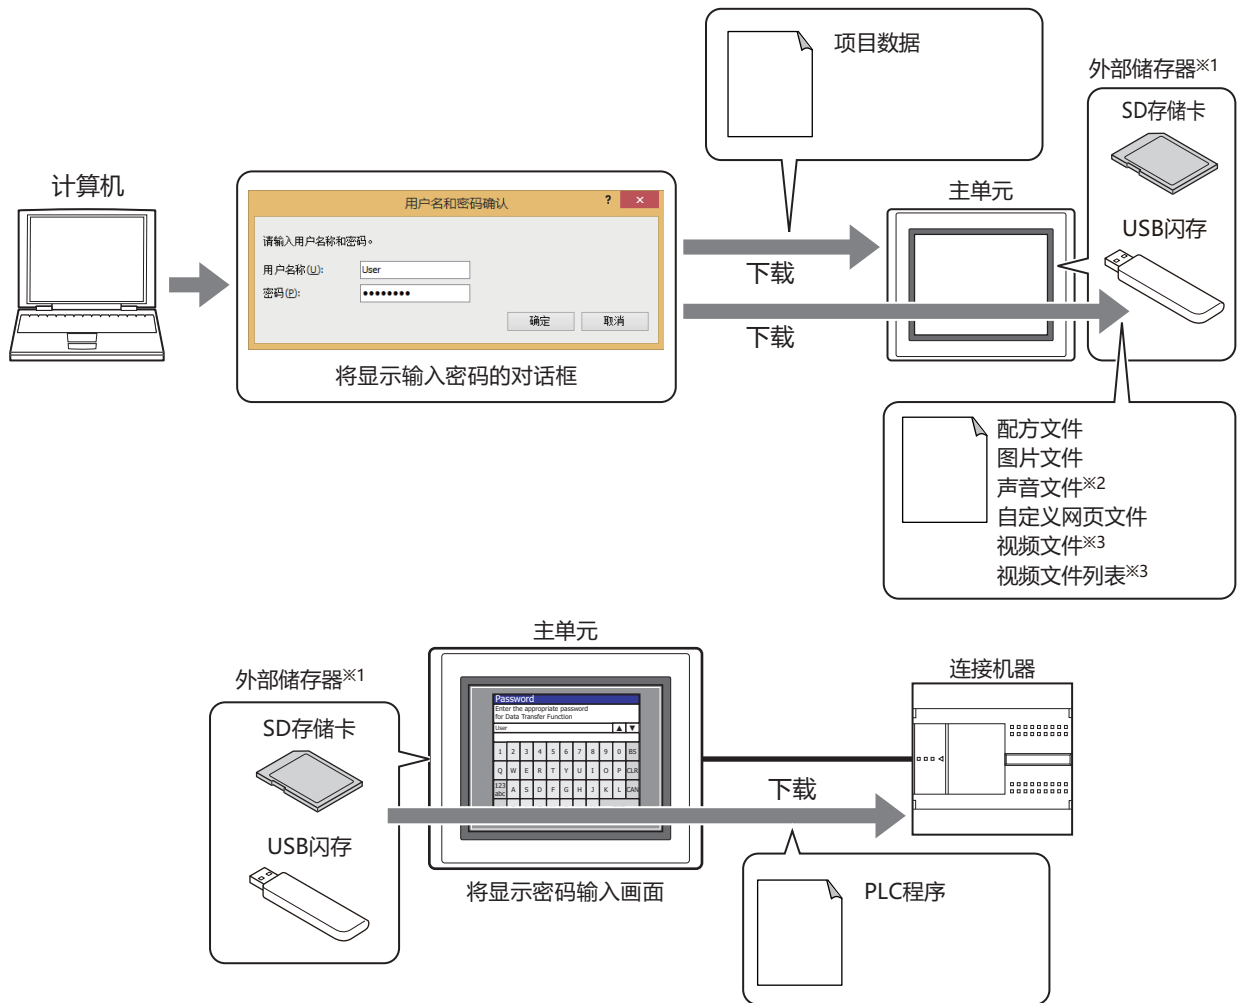 项目数据
外部储存器※1
SD存储卡
USB闪存
计算机
用户名和密码确认 ? ×
请输入用户名称和密码。
用户名称(U): User
密码(P): ●●●●●●●●
确定 取消
将显示输入密码的对话框
下载
下载
主单元
配方文件
图片文件
声音文件※2
自定义网页文件
视频文件※3
视频文件列表※3
主单元
外部储存器※1
SD存储卡
USB闪存
Password
Enter the appropriate password
for Data Transfer Function
User ▲ ▼
1 2 3 4 5 6 7 8 9 0 BS
Q W E R T Y U I O P CLR
123 abc A S D F G H J K L CAN
将显示密码输入画面
下载
连接机器
PLC程序